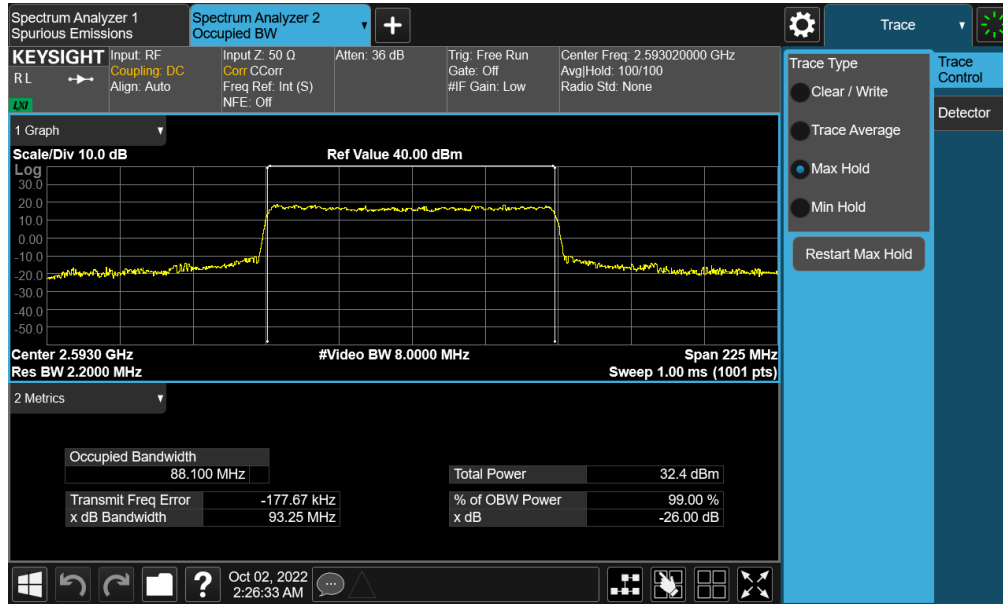 Spectrum Analyzer 1
Spurious Emissions
Spectrum Analyzer 2
Occupied BW
Trace
KEYSIGHT
R L
LXI
Input: RF
Coupling: DC
Align: Auto
Input Z: 50 Ω
Corr CCorr
Freq Ref: Int (S)
NFE: Off
Atten: 36 dB
Trig: Free Run
Gate: Off
#IF Gain: Low
Center Freq: 2.593020000 GHz
Avg|Hold: 100/100
Radio Std: None
Trace Type
Clear / Write
Trace Average
Max Hold
Min Hold
Restart Max Hold
Trace
Control
Detector
1 Graph
Scale/Div 10.0 dB
Ref Value 40.00 dBm
Log
30.0
20.0
10.0
0.00
-10.0
-20.0
-30.0
-40.0
-50.0
Center 2.5930 GHz
#Video BW 8.0000 MHz
Span 225 MHz
Res BW 2.2000 MHz
Sweep 1.00 ms (1001 pts)
2 Metrics
Occupied Bandwidth
88.100 MHz
Total Power 32.4 dBm
Transmit Freq Error -177.67 kHz
% of OBW Power 99.00 %
x dB Bandwidth 93.25 MHz
x dB -26.00 dB
?
Oct 02, 2022
2:26:33 AM